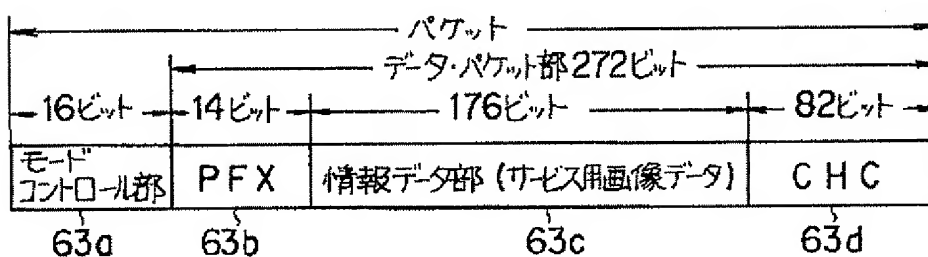 パケット
データ・パケット部272ビット
16ビット 14ビット 176ビット 82ビット
モード
コントロール部 PFX 情報データ部(サービス用画像データ) CHC
63a 63b 63c 63d